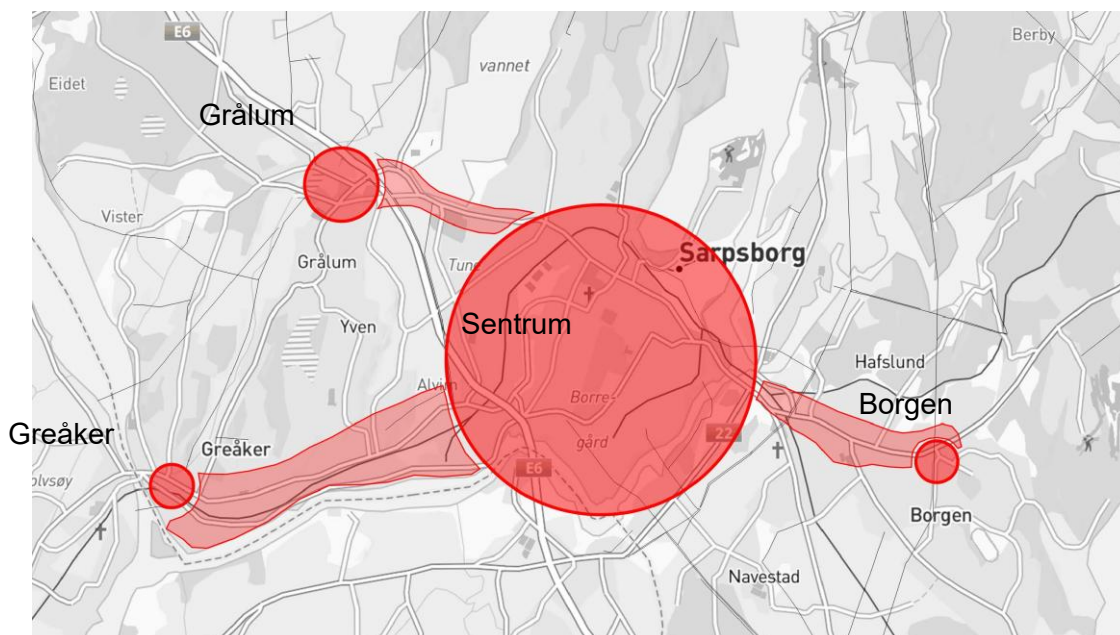 E6
Berby
vannet
Eidet
Grålum
Vister
Sarpsborg
Grålum
Tune
Sentrum
Yven
Hafslund
Alvim
Borre-
gård
Borgen
22
Greåker
Greåker
E6
olvsøy
Borgen
Navestad